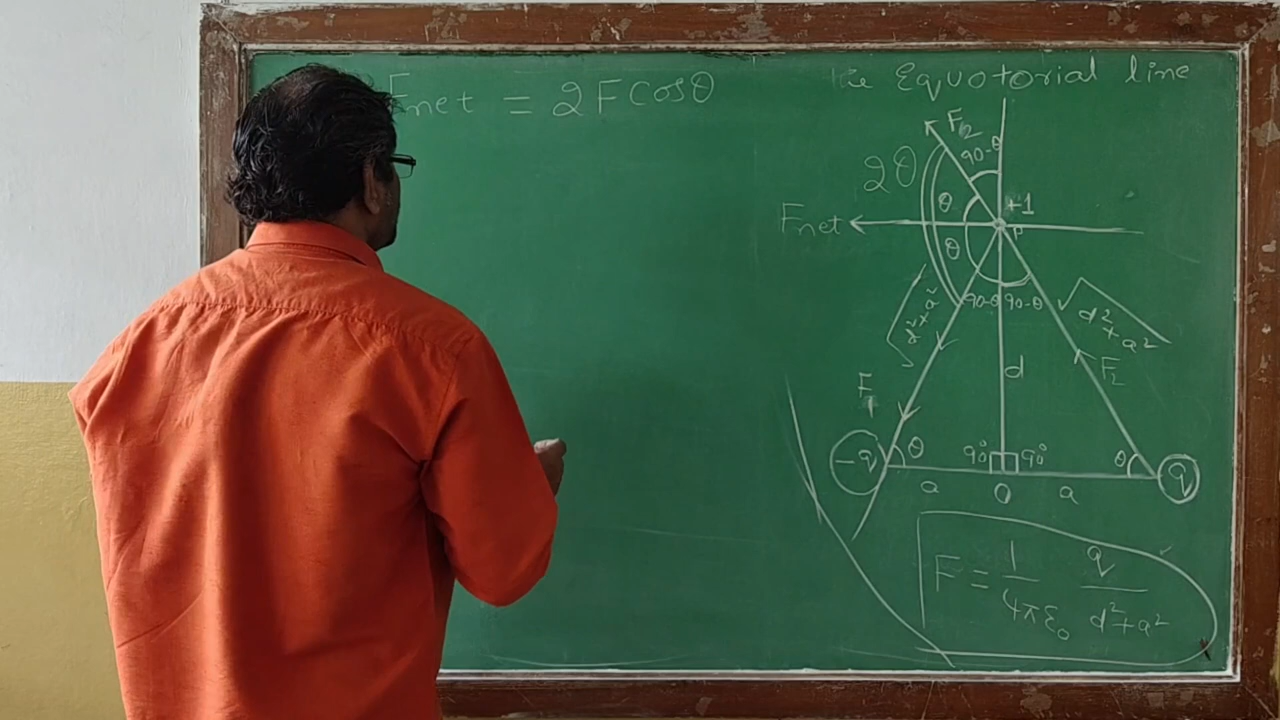 Fnet = 2Fcosθ
the Equotorial line
F2
90-θ
2θ
θ
+1
Fnet
θ
90-θ 90-θ
√d²+a²
√d²+a²
d
F1
F2
-q
θ
90° 90°
θ
q
a
O
a
F = 1/4πε₀ q/d²+a²